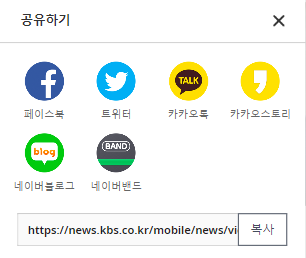 공유하기
TALK
페이스북 트위터 카카오톡 카카오스토리
blog BAND
네이버블로그 네이버밴드
https://news.kbs.co.kr/mobile/news/vi 복사